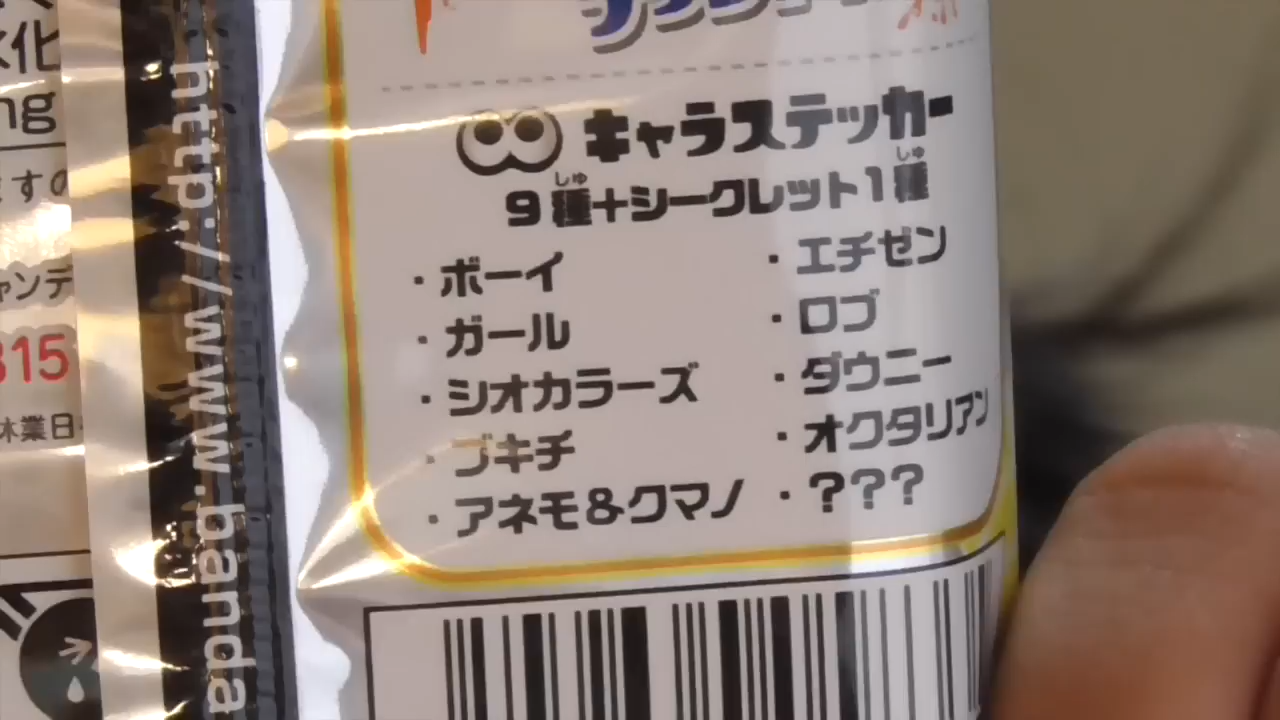 キャラステッカー
9種+シークレット1種
しゅ
しゅ
・ボーイ
・ガール
・シオカラーズ
・ブキチ
・アネモ&クマノ
・エチゼン
・ロブ
・ダウニー
・オクタリアン
・???
http://www.banda
化
ng
すの
ャンデ
315
休業日